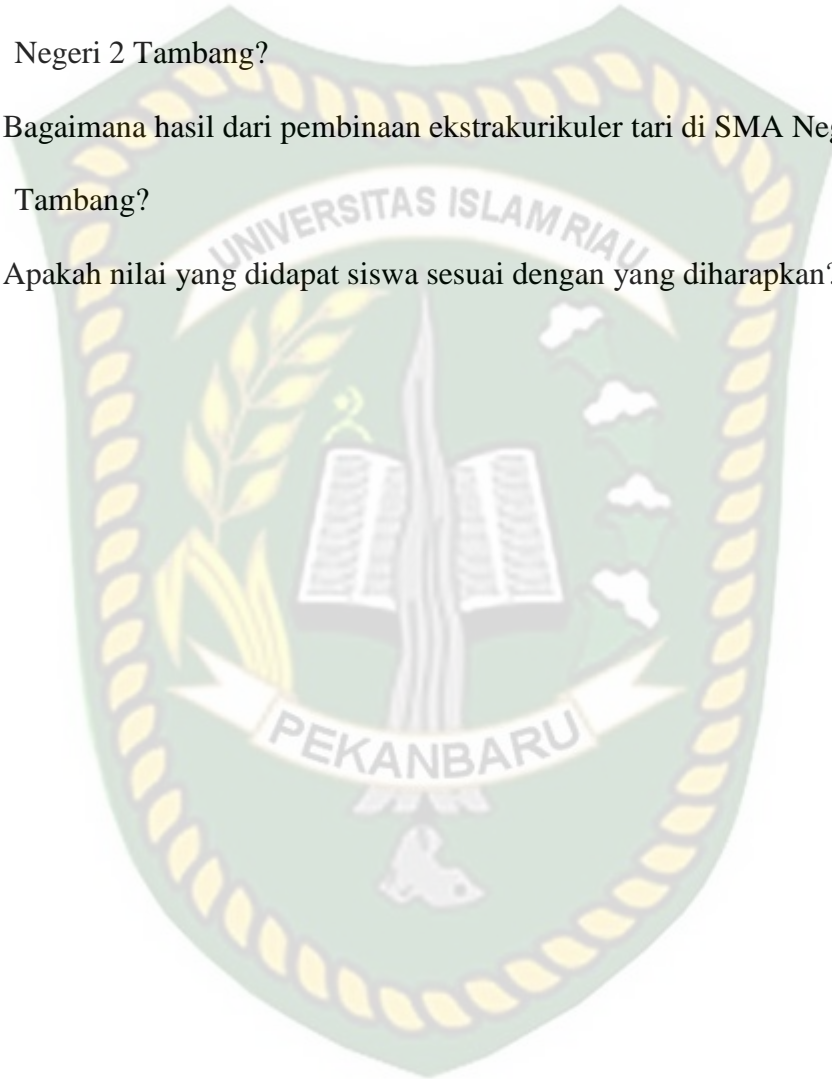 Negeri 2 Tambang?
Bagaimana hasil dari pembinaan ekstrakurikuler tari di SMA Neg
Tambang?
UNIVERSITAS ISLAM RIAU
Apakah nilai yang didapat siswa sesuai dengan yang diharapkan?
PEKANBARU